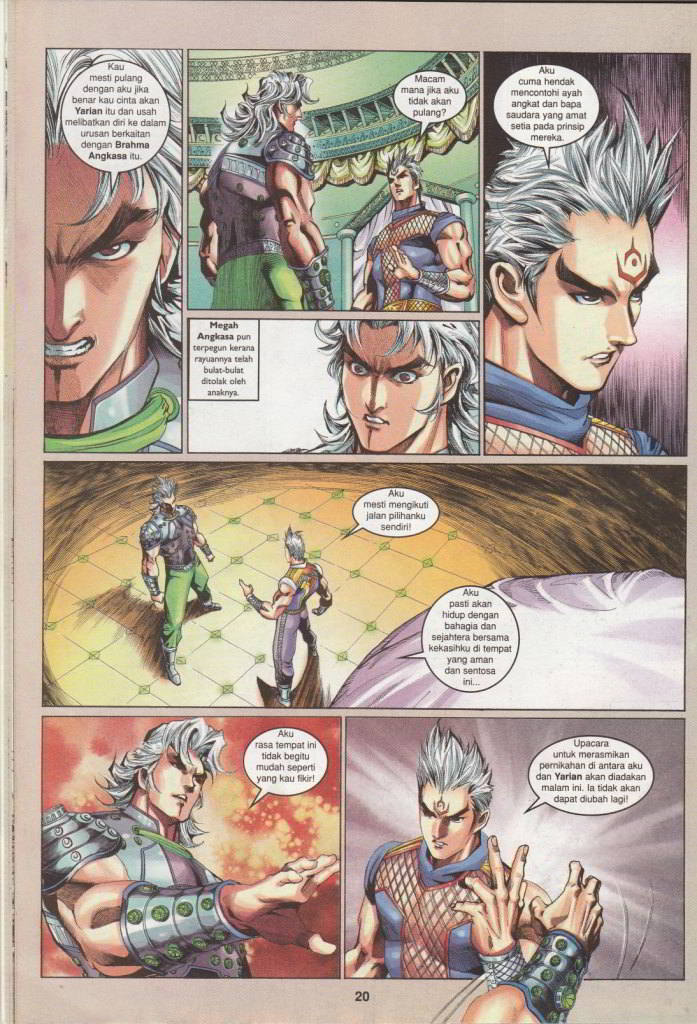 Kau
mesti pulang
dengan aku jika
benar kau cinta akan
Yarian itu dan usah
melibatkan diri ke dalam
urusan berkaitan
dengan Brahma
Angkasa itu.
Macam
mana jika aku
tidak akan
pulang?
Aku
cuma hendak
mencontohi ayah
angkat dan bapa
saudara yang amat
setia pada prinsip
mereka.
Megah
Angkasa pun
terpegun kerana
rayuannya telah
bulat-bulat
ditolak oleh
anaknya.
Aku
mesti mengikuti
jalan pilihanku
sendiri!
Aku
pasti akan
hidup dengan
bahagia dan
sejahtera bersama
kekasihku di tempat
yang aman
dan sentosa
ini...
Aku
rasa tempat ini
tidak begitu
mudah seperti
yang kau fikir!
Upacara
untuk merasmikan
pernikahan di antara aku
dan Yarian akan diadakan
malam ini. Ia tidak akan
dapat diubah lagi!
20